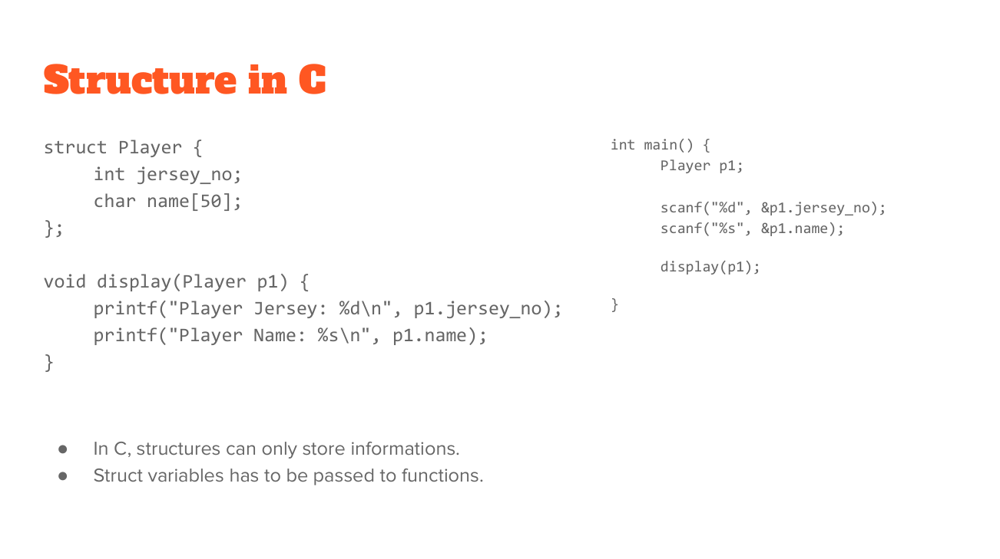 Structure in C
struct Player {
int jersey_no;
char name[50];
};
void display(Player p1) {
printf("Player Jersey: %d\n", p1.jersey_no);
printf("Player Name: %s\n", p1.name);
}
int main() {
Player p1;
scanf("%d", &p1.jersey_no);
scanf("%s", &p1.name);
display(p1);
}
● In C, structures can only store informations.
● Struct variables has to be passed to functions.